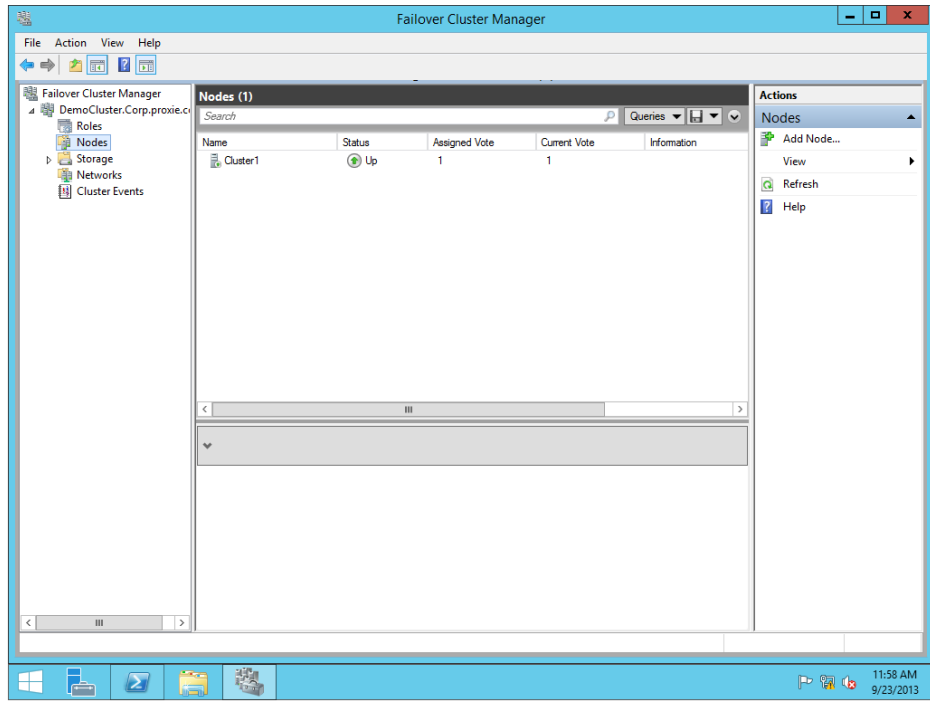 Failover Cluster Manager
File Action View Help
Failover Cluster Manager
DemoCluster.Corp.proxie.c
Roles
Nodes
Storage
Networks
Cluster Events
Nodes (1)
Search
Queries
Name Status Assigned Vote Current Vote Information
Cluster1 Up 1 1
Actions
Nodes
Add Node...
View
Refresh
Help
11:58 AM
9/23/2013